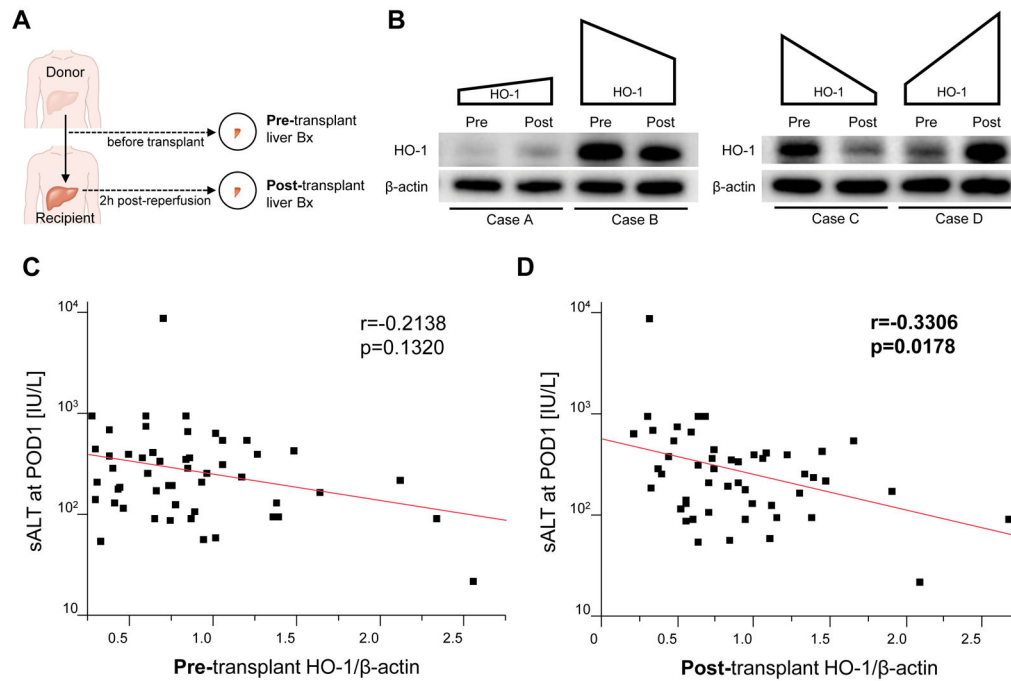 A
Donor
before transplant
Pre-transplant
liver Bx
2h post-reperfusion
Post-transplant
liver Bx
Recipient
B
HO-1
HO-1
HO-1
HO-1
Pre
Post
Pre
Post
Pre
Post
Pre
Post
HO-1
HO-1
β-actin
β-actin
Case A
Case B
Case C
Case D
C
r=-0.2138
p=0.1320
sALT at POD1 [IU/L]
10⁴
10³
10²
10
0.5
1.0
1.5
2.0
2.5
Pre-transplant HO-1/β-actin
D
r=-0.3306
p=0.0178
sALT at POD1 [IU/L]
10⁴
10³
10²
10
0
0.5
1.0
1.5
2.0
2.5
Post-transplant HO-1/β-actin